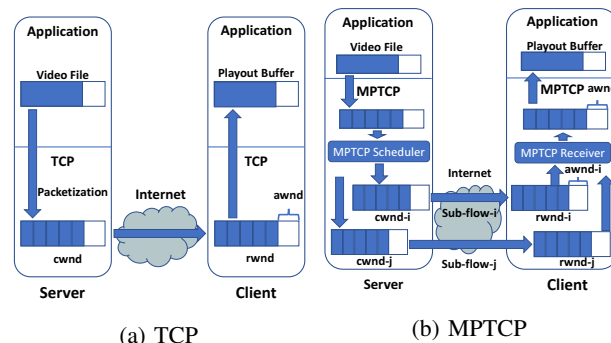 Application
Video File
TCP
Packetization
cwnd
Server
Internet
Application
Playout Buffer
TCP
awnd
rwnd
Client
(a) TCP
Application
Video File
MPTCP
MPTCP Scheduler
cwnd-i
cwnd-j
Server
Internet
Sub-flow-i
Sub-flow-j
Application
Playout Buffer
MPTCP awnd
MPTCP Receiver
awnd-i
rwnd-i
rwnd-j
Client
(b) MPTCP